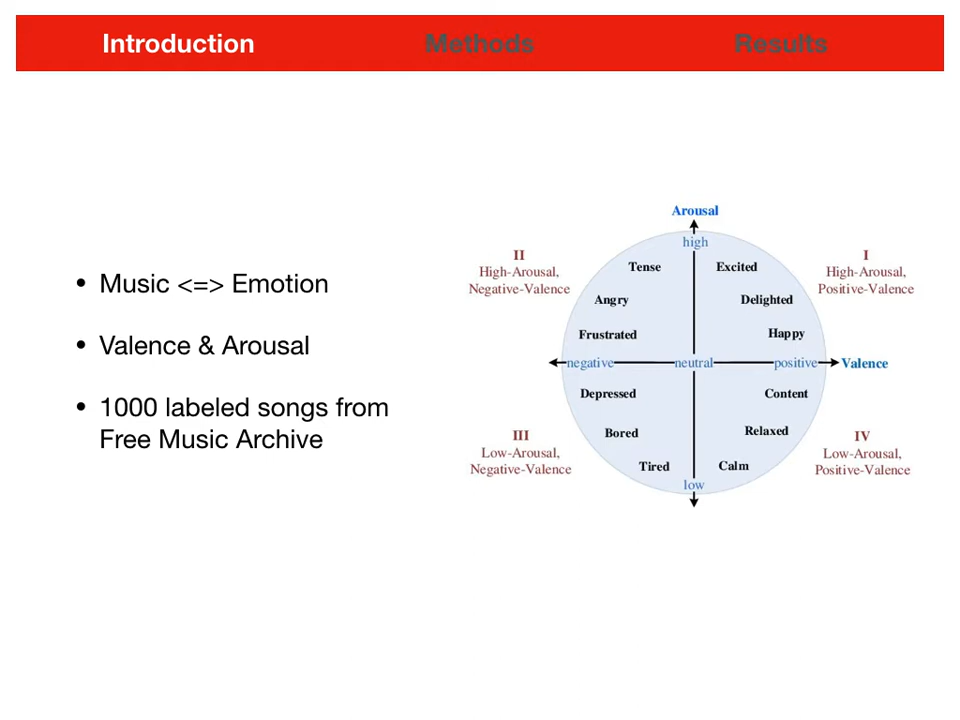 Introduction Methods Results
• Music <=> Emotion
• Valence & Arousal
• 1000 labeled songs from
Free Music Archive
Arousal
high
II
High-Arousal,
Negative-Valence
I
High-Arousal,
Positive-Valence
Tense Excited
Angry Delighted
Frustrated Happy
negative neutral positive Valence
Depressed Content
Bored Relaxed
Tired Calm
III
Low-Arousal,
Negative-Valence
IV
Low-Arousal,
Positive-Valence
low